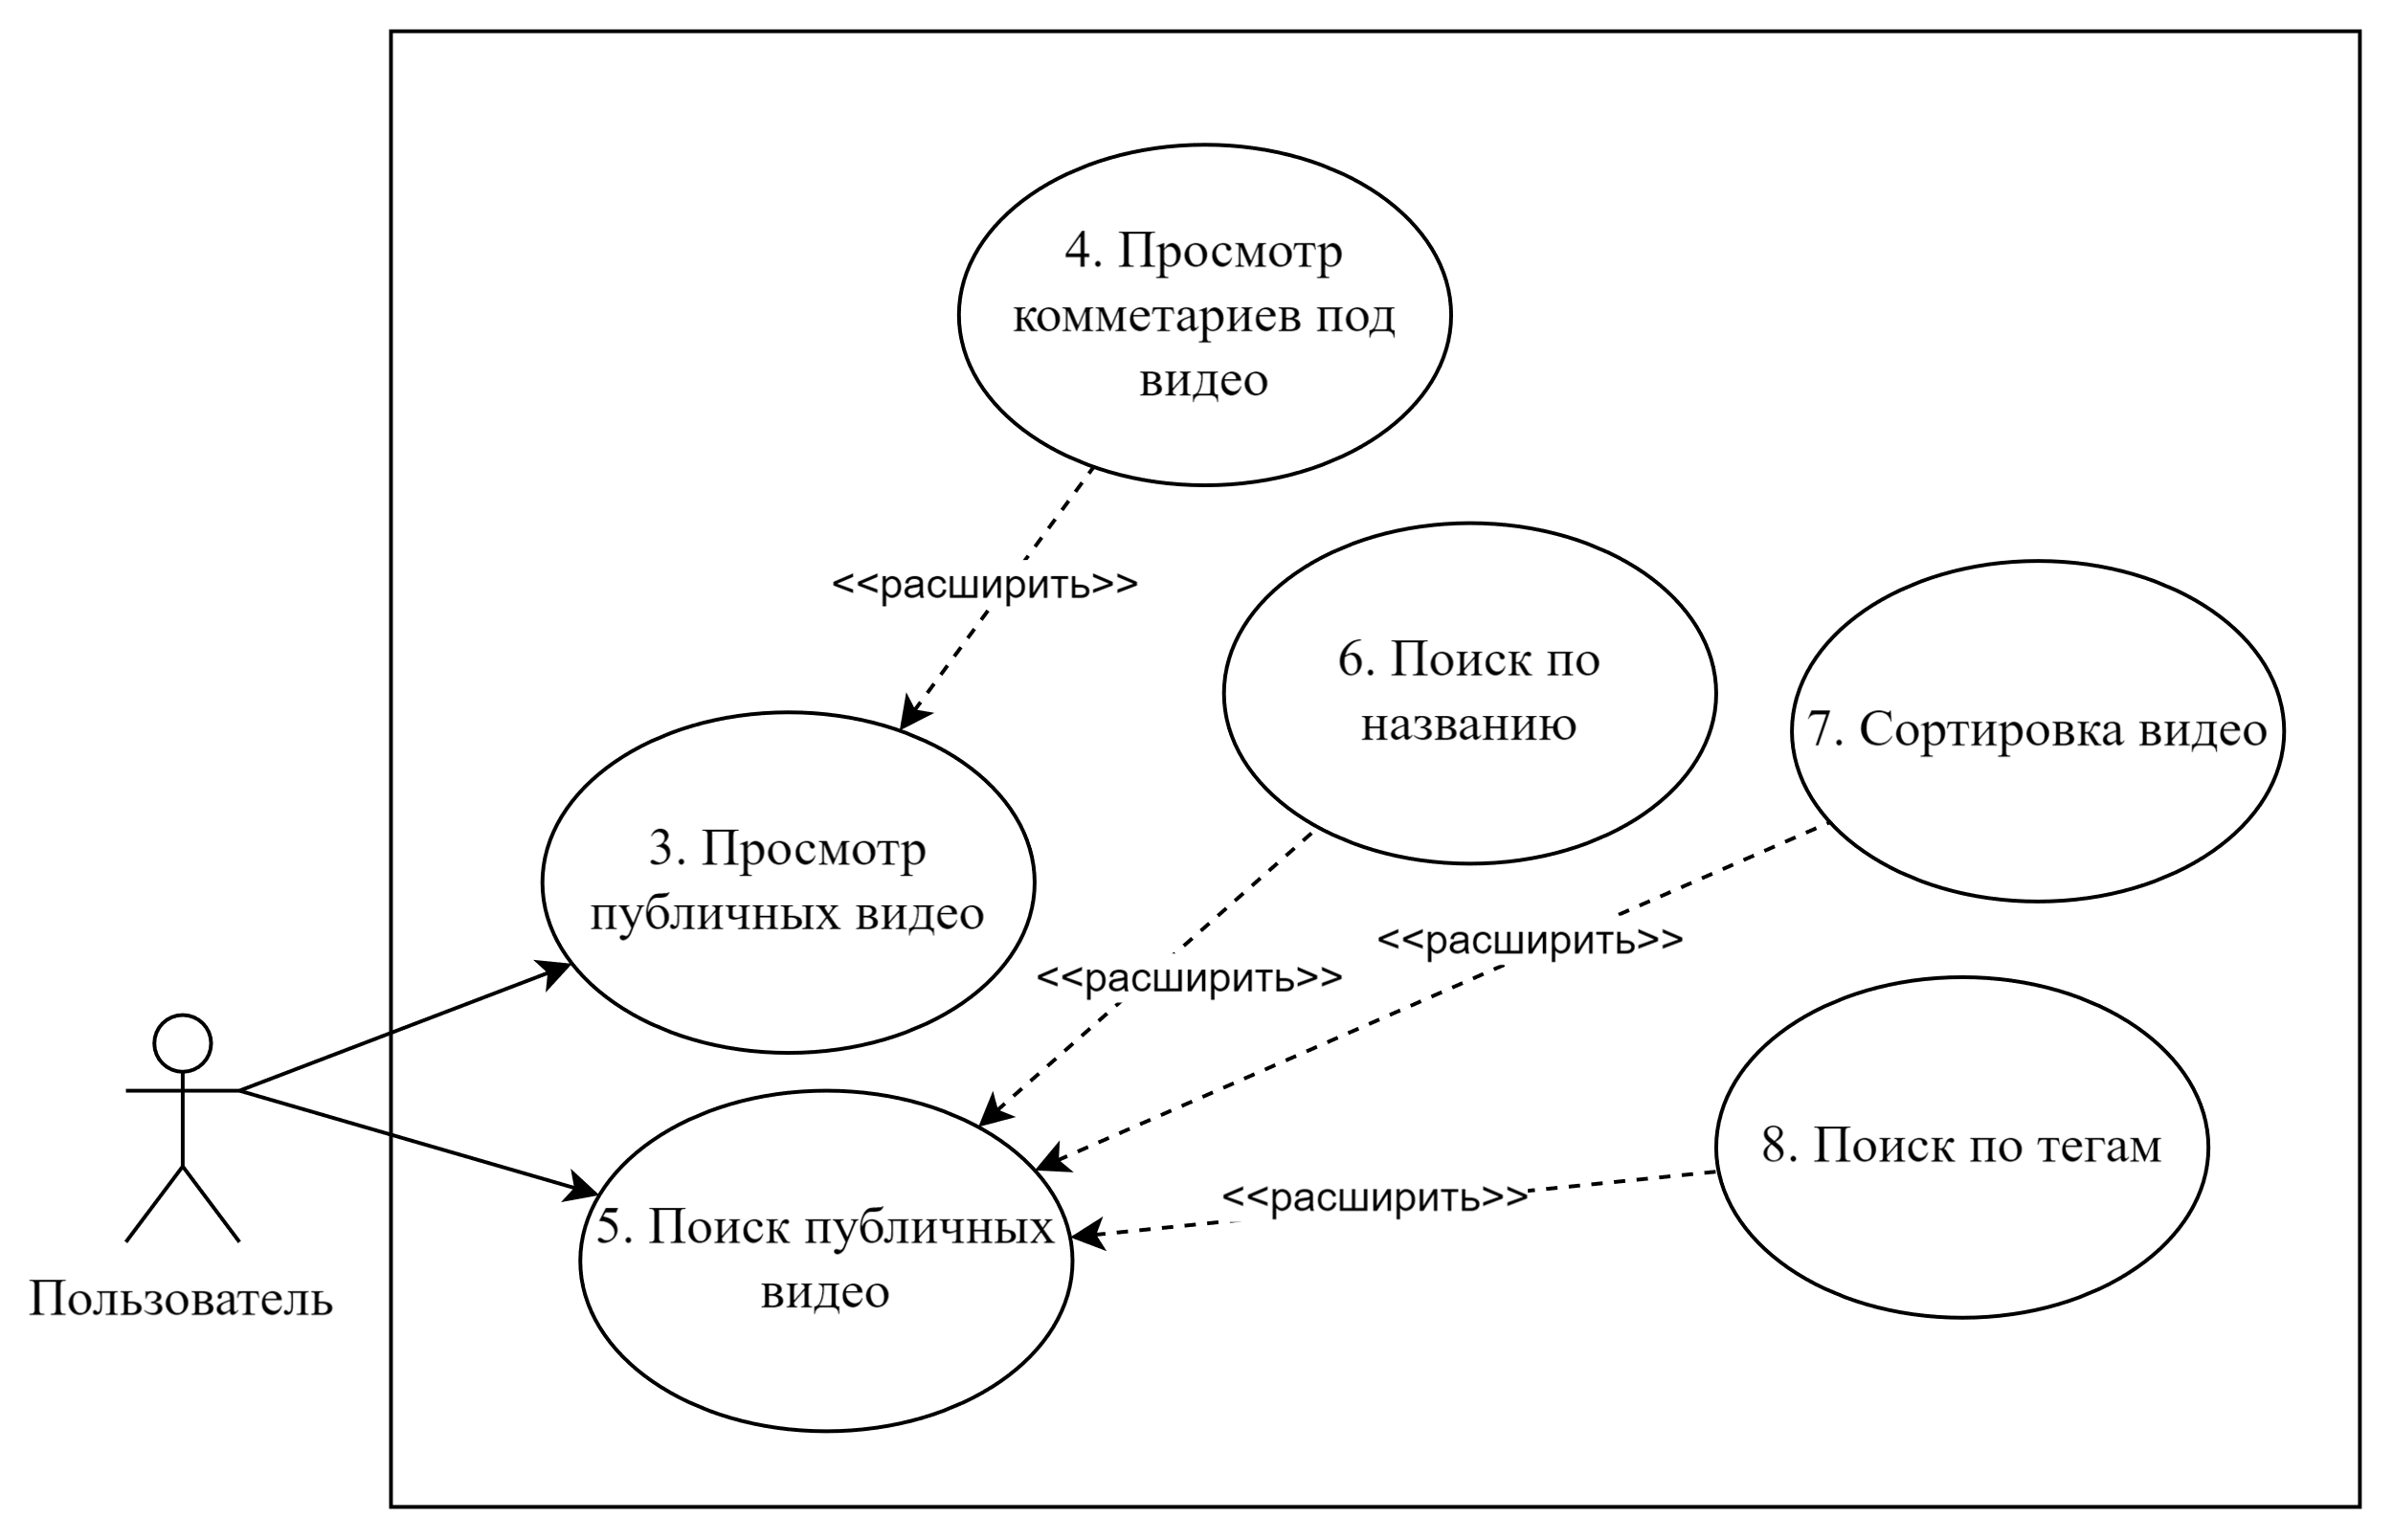 4. Просмотр
комметариев под
видео
<<расширить>>
6. Поиск по
названию
7. Сортировка видео
3. Просмотр
публичных видео
<<расширить>>
<<расширить>>
8. Поиск по тегам
<<расширить>>
5. Поиск публичных
видео
Пользователь